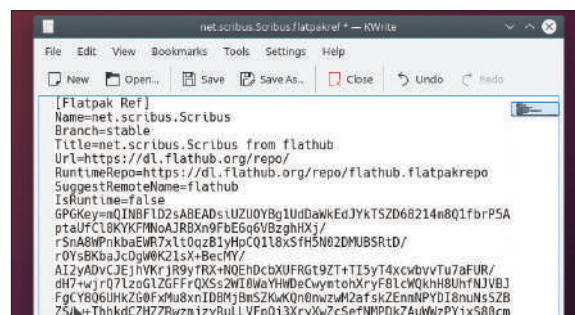 net.scribus.Scribus.flatpakref * — KWrite
File Edit View Bookmarks Tools Settings Help
New Open... Save Save As... Close Undo Redo
[Flatpak Ref]
Name=net.scribus.Scribus
Branch=stable
Title=net.scribus.Scribus from flathub
Url=https://dl.flathub.org/repo/
RuntimeRepo=https://dl.flathub.org/repo/flathub.flatpakrepo
SuggestRemoteName=flathub
IsRuntime=false
GPGKey=mQINBFlD2sABEADsiUZUOYBg1UdDaWkEdJYkTSZD68214m8Q1fbrP5A
ptaUfCl8KYKFMNoAJRBXn9FbE6q6VBzghHXj/
rSnA8WPnkbaEWR7xlt0qzB1yHpCQ1l8xSfH5N02DMUBSRtD/
rOYsBKbaJcOgW0K21sX+BecMY/
AI2yADvCJEjhVKrjR9yfRX+NQEhDcbXUFRGt9ZT+TI5yT4xcwbvvTu7aFUR/
dH7+wjrQ7lzoGlZGFFrQXSs2WI0WaYHWDeCwymtohXryF8lcWQkhH8UhfNJVBJ
FgCY8Q6UHkZG0FxMu8xnIDBMjBmSZKwKQn0nwzwM2afskZEnmNPYDI8nuNsSZB